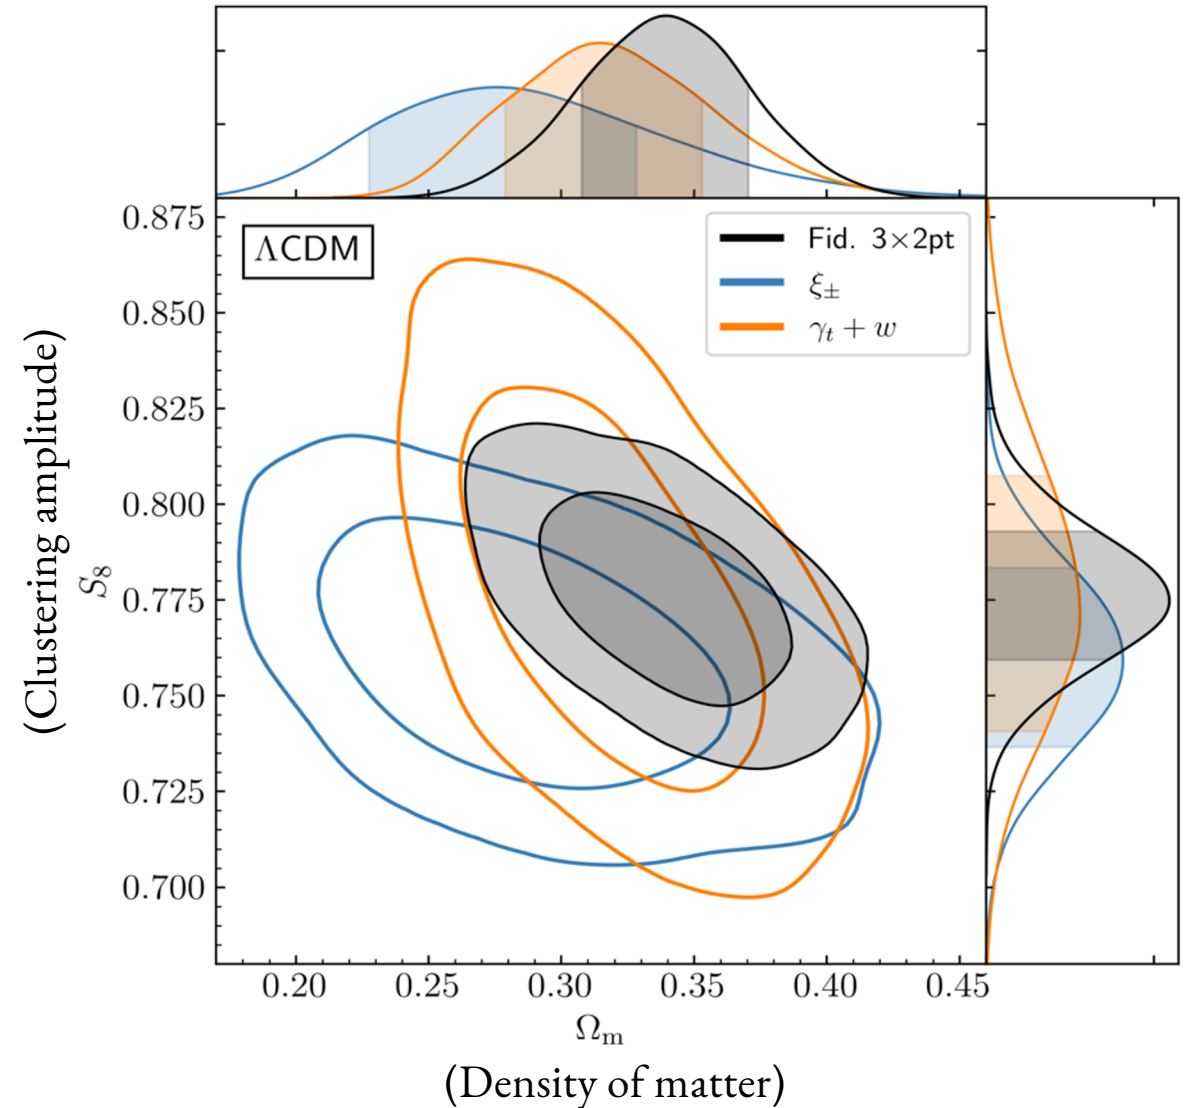 0.875
0.850
0.825
0.800
0.775
0.750
0.725
0.700
(Clustering amplitude)
S₈
ΛCDM
Fid. 3×2pt
ξ±
γₜ + w
0.20 0.25 0.30 0.35 0.40 0.45
Ωₘ
(Density of matter)